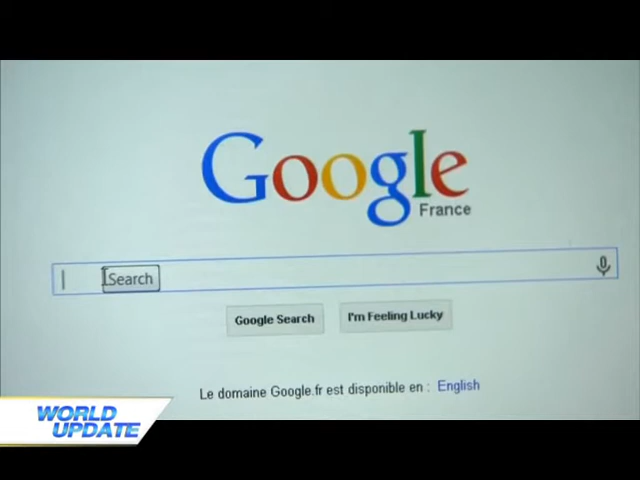 Google
France
Search
Google Search
I'm Feeling Lucky
Le domaine Google.fr est disponible en : English
WORLD
UPDATE